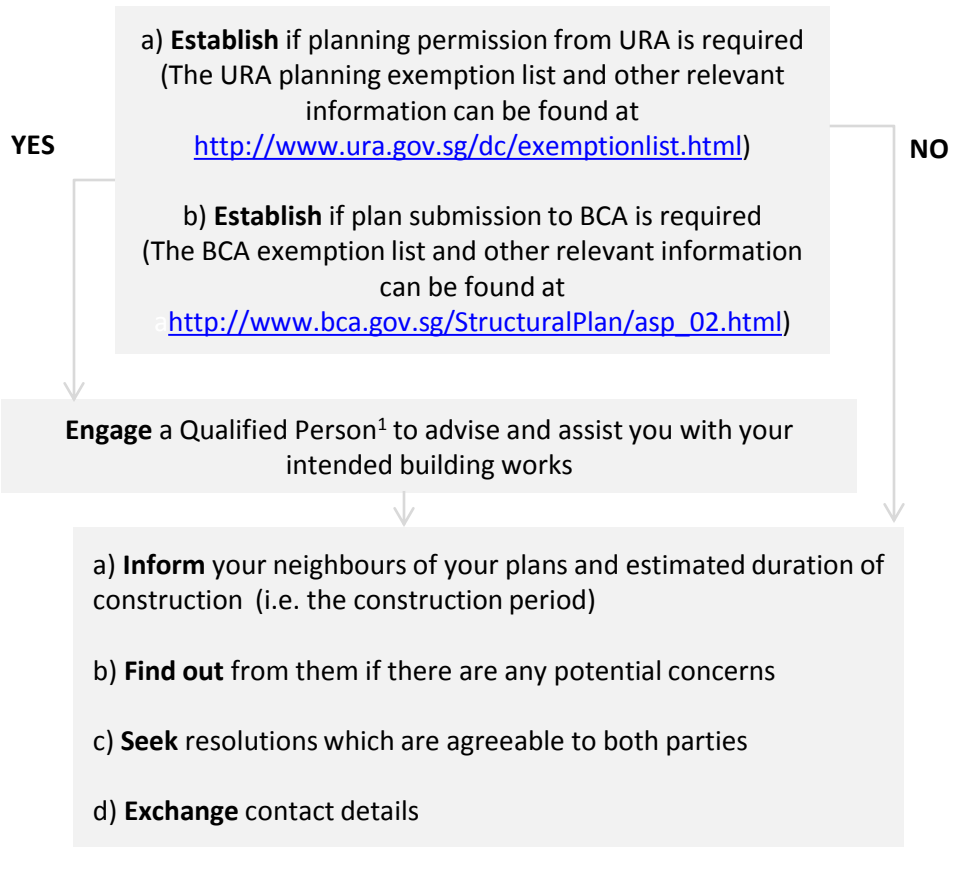 a) Establish if planning permission from URA is required
(The URA planning exemption list and other relevant
information can be found at
http://www.ura.gov.sg/dc/exemptionlist.html)
YES
NO
b) Establish if plan submission to BCA is required
(The BCA exemption list and other relevant information
can be found at
ahttp://www.bca.gov.sg/StructuralPlan/asp_02.html)
Engage a Qualified Person1 to advise and assist you with your
intended building works
a) Inform your neighbours of your plans and estimated duration of
construction (i.e. the construction period)
b) Find out from them if there are any potential concerns
c) Seek resolutions which are agreeable to both parties
d) Exchange contact details